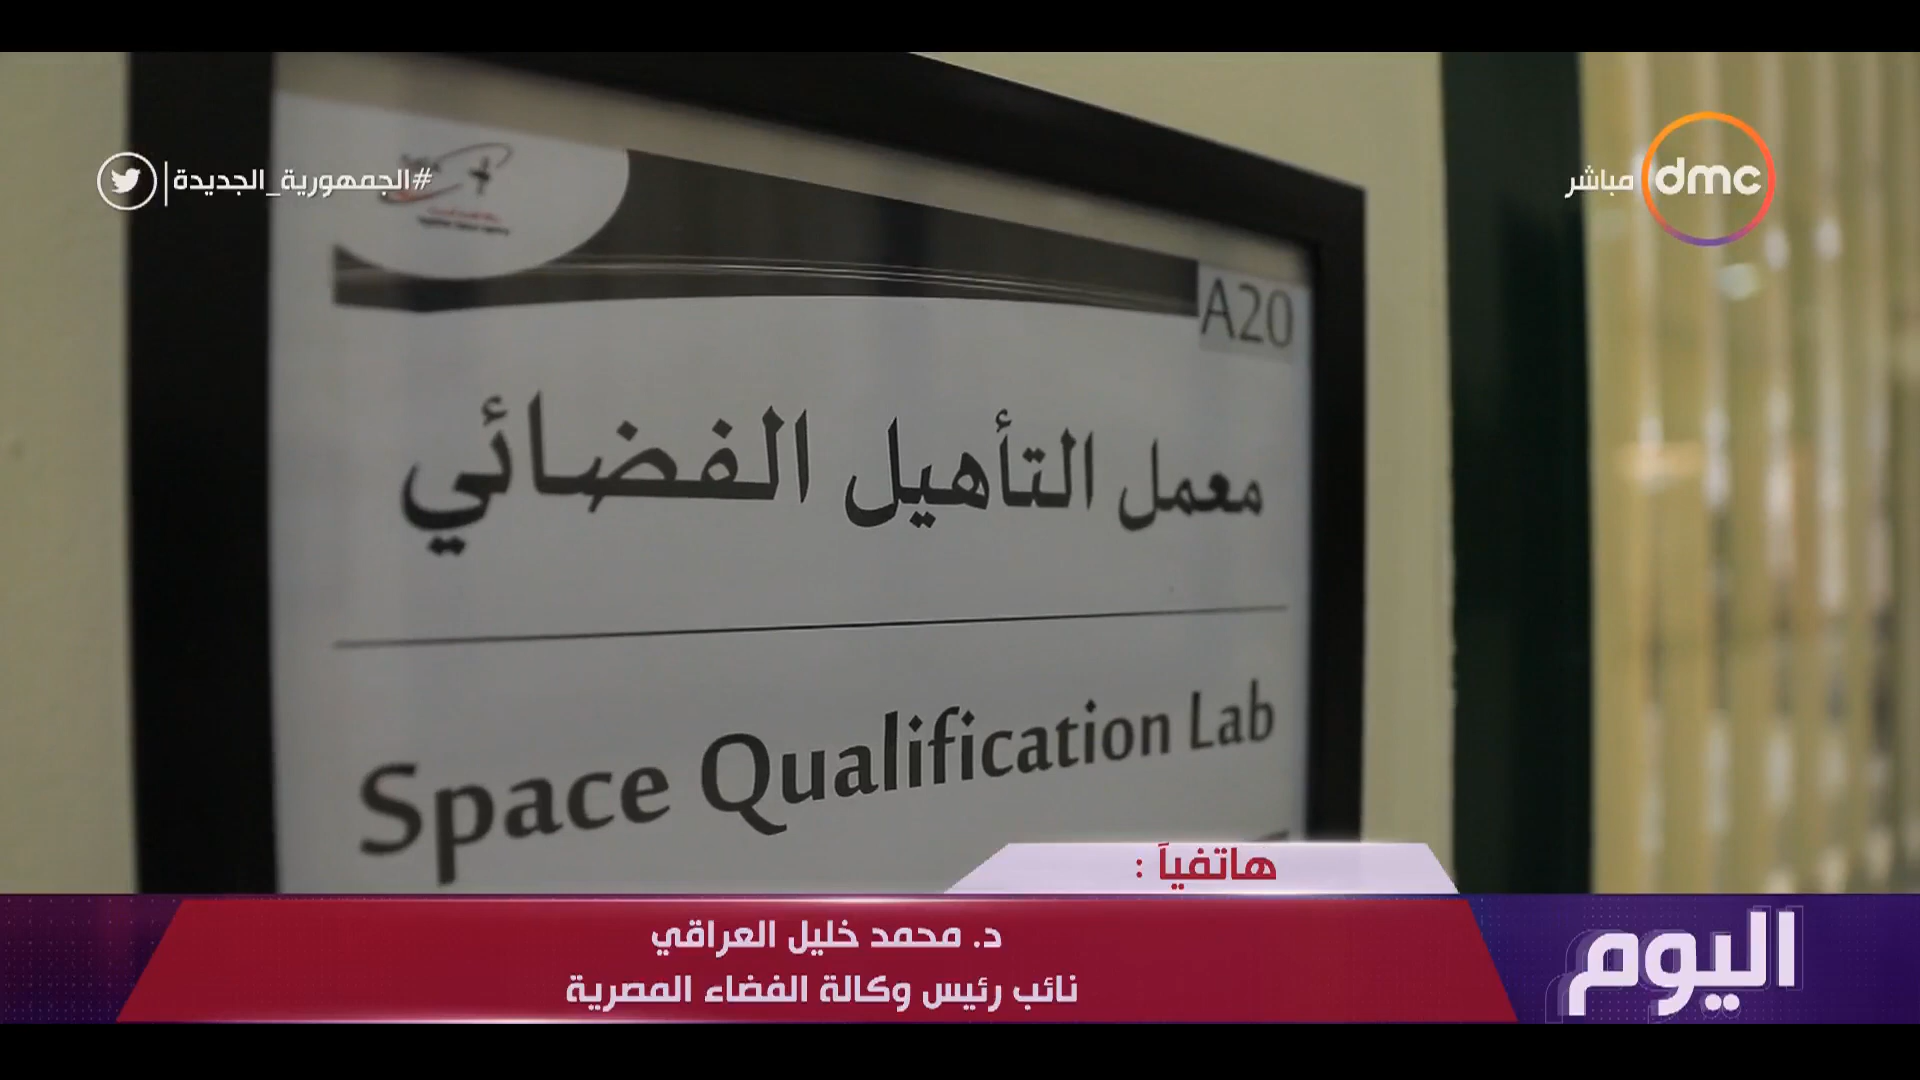 #الجمهورية_الجديدة
مباشر dmc
A20
معمل التأهيل الفضائي
Space Qualification Lab
هاتفياً :
د. محمد خليل العراقي
نائب رئيس وكالة الفضاء المصرية
اليوم